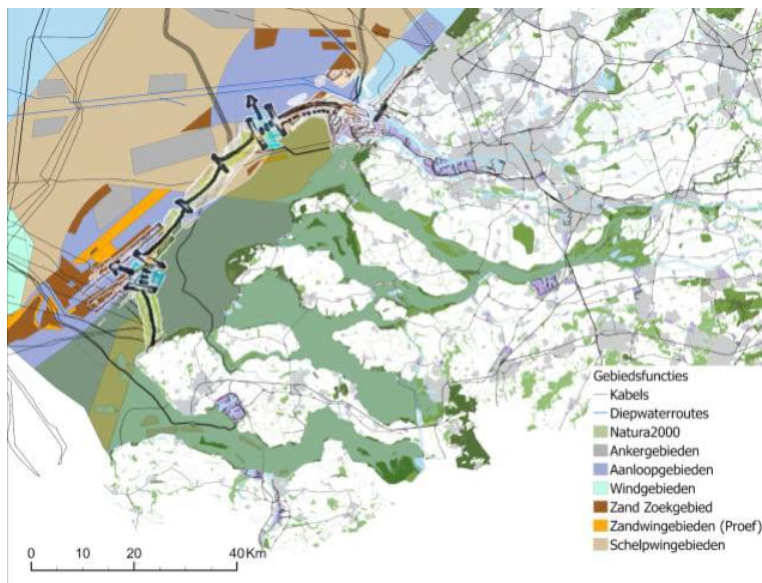 Gebiedsfuncties
Kabels
Diepwaterroutes
Natura2000
Ankergebieden
Aanloopgebieden
Windgebieden
Zand Zoekgebied
Zandwingebieden (Proef)
Schelpwingebieden
0 10 20 40 Km